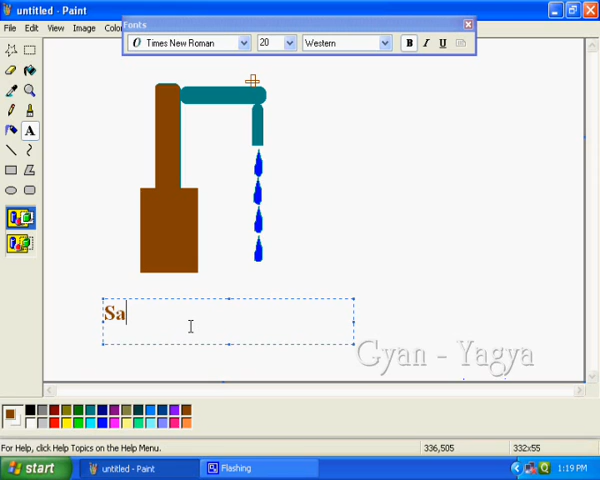 untitled - Paint
File Edit View Image Colors
Fonts
Times New Roman 20 Western B I U
A
Sa
Gyan - Yagya
For Help, click Help Topics on the Help Menu. 336,505 332x55
start untitled - Paint Flashing 1:19 PM